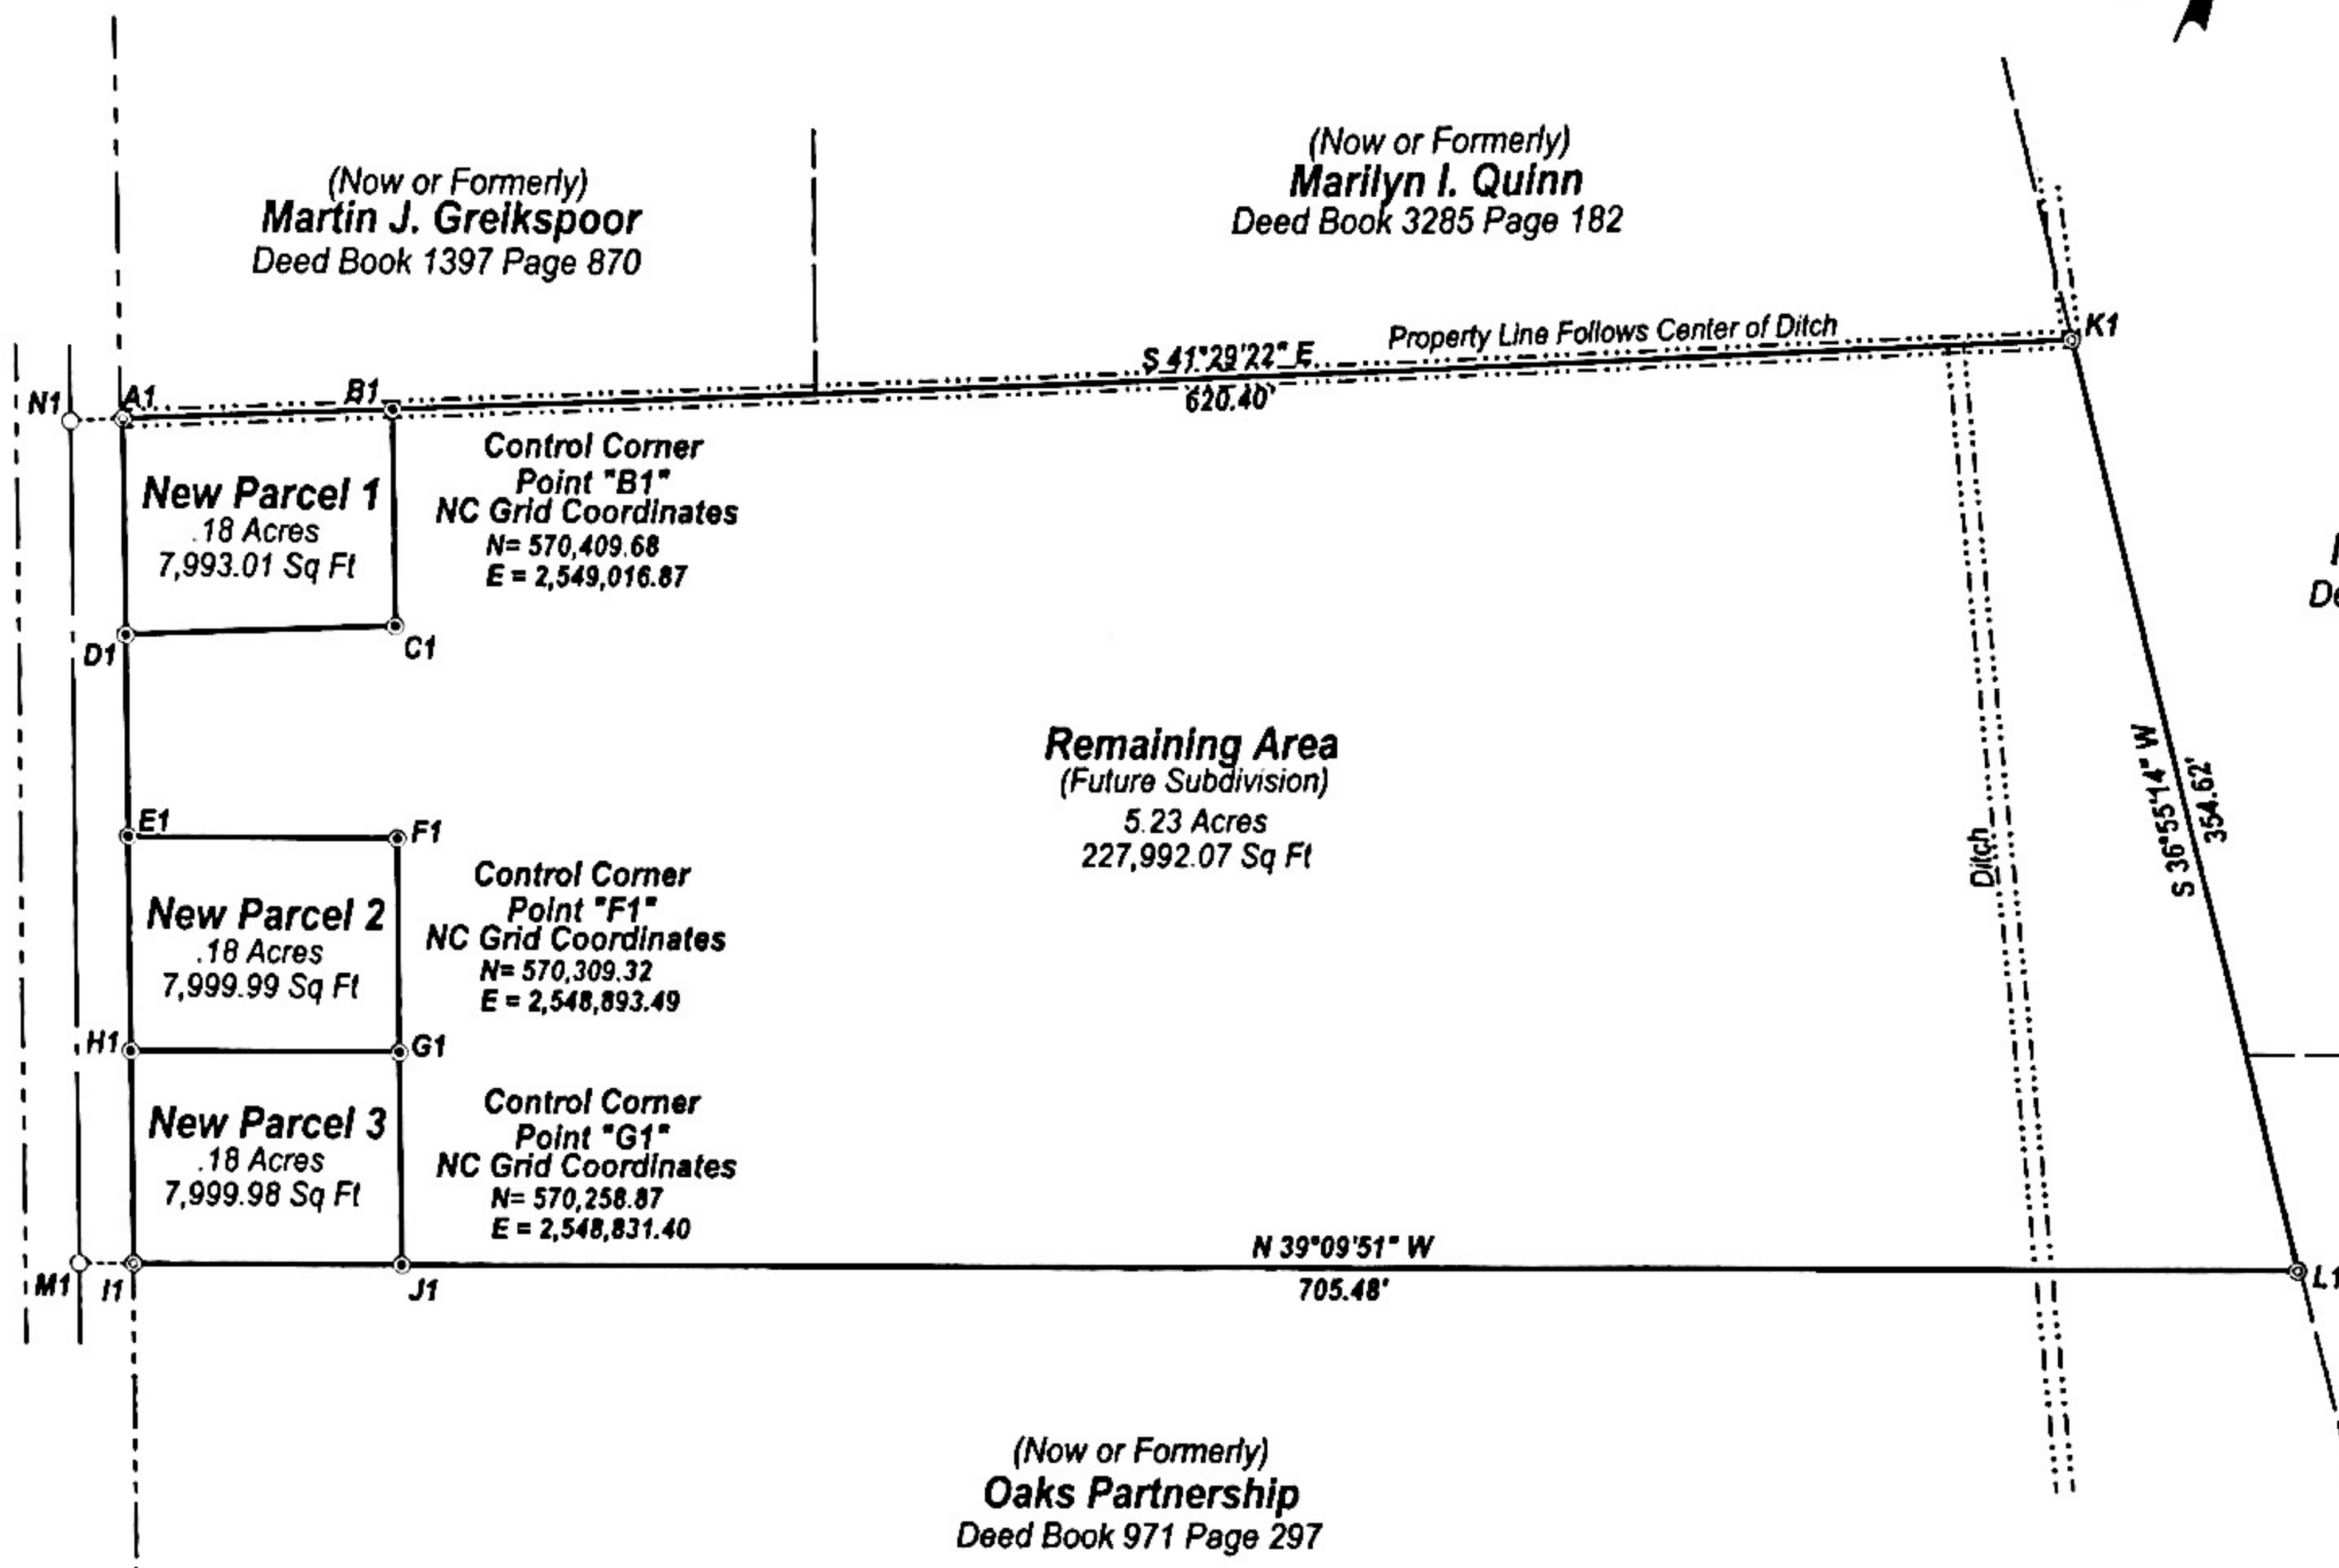 (Now or Formerly)
Martin J. Greikspoor
Deed Book 1397 Page 870
(Now or Formerly)
Marilyn I. Quinn
Deed Book 3285 Page 182
Property Line Follows Center of Ditch
K1
S 41°29'22" E
620.40'
N1
A1
B1
New Parcel 1
.18 Acres
7,993.01 Sq Ft
Control Corner
Point "B1"
NC Grid Coordinates
N= 570,409.68
E = 2,549,016.87
D1
C1
Remaining Area
(Future Subdivision)
5.23 Acres
227,992.07 Sq Ft
Ditch
S 36°55'14" W
354.62'
E1
F1
New Parcel 2
.18 Acres
7,999.99 Sq Ft
Control Corner
Point "F1"
NC Grid Coordinates
N= 570,309.32
E = 2,548,893.49
H1
G1
New Parcel 3
.18 Acres
7,999.98 Sq Ft
Control Corner
Point "G1"
NC Grid Coordinates
N= 570,258.87
E = 2,548,831.40
N 39°09'51" W
705.48'
M1
I1
J1
L1
(Now or Formerly)
Oaks Partnership
Deed Book 971 Page 297